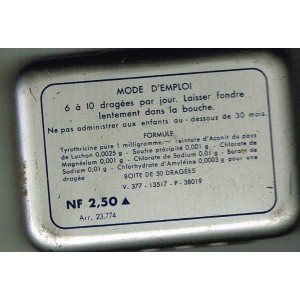 MODE D'EMPLOI
6 à 10 dragées par jour. Laisser fondre
lentement dans la bouche.
Ne pas administrer aux enfants au-dessous de 30 mois.
FORMULE
Tyrothricine pure 1 milligramme. Teinture d'Aconit du pays
de Luchon 0,0025 g - Soufre précipité 0,001 g - Chlorate de
Magnésium 0,001 g - Chlorate de Sodium 0,01 g - Borate de
Sodium 0,01 g - Chlorhydrate d'Amyléine 0,0003 g pour une
dragée
BOITE DE 50 DRAGÉES
V. 377 - 13517 - P - 38019
NF 2,50 ▲
Arr. 23.774